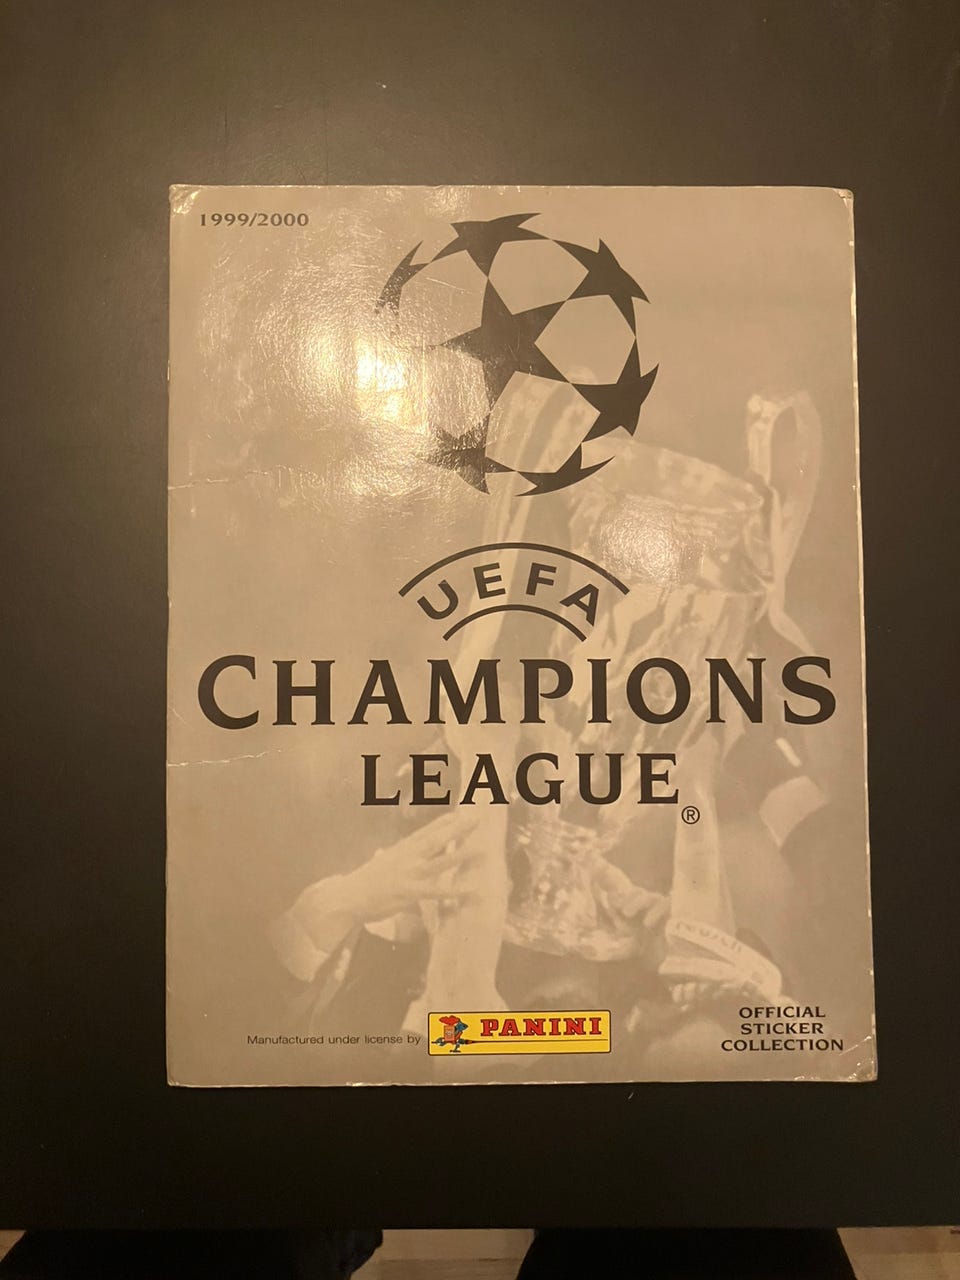 1999/2000
UEFA
CHAMPIONS
LEAGUE®
Manufactured under license by
PANINI
OFFICIAL
STICKER
COLLECTION